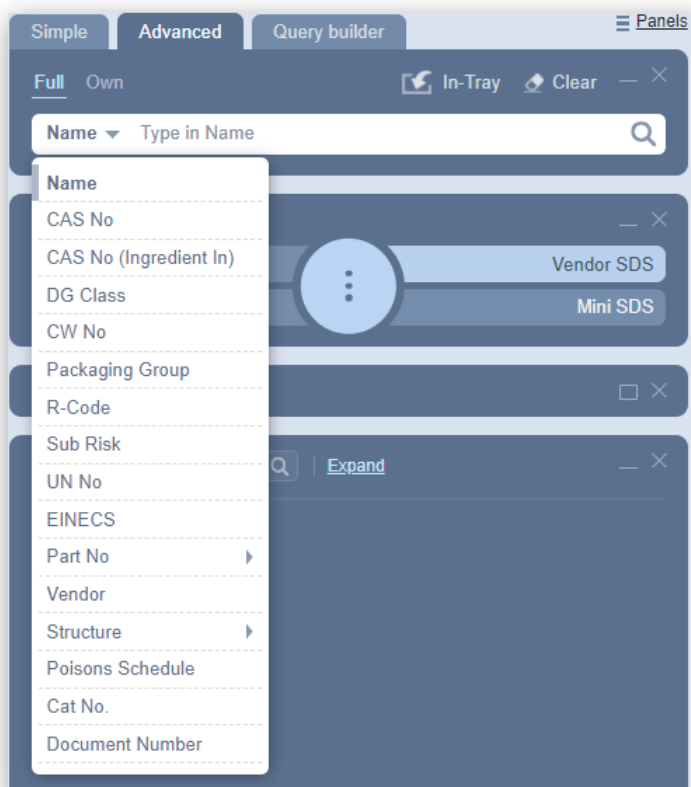 Simple
Advanced
Query builder
Panels
Full
Own
In-Tray
Clear
Name
Type in Name
Name
CAS No
CAS No (Ingredient In)
DG Class
CW No
Packaging Group
R-Code
Sub Risk
UN No
EINECS
Part No
Vendor
Structure
Poisons Schedule
Cat No.
Document Number
Vendor SDS
Mini SDS
Expand